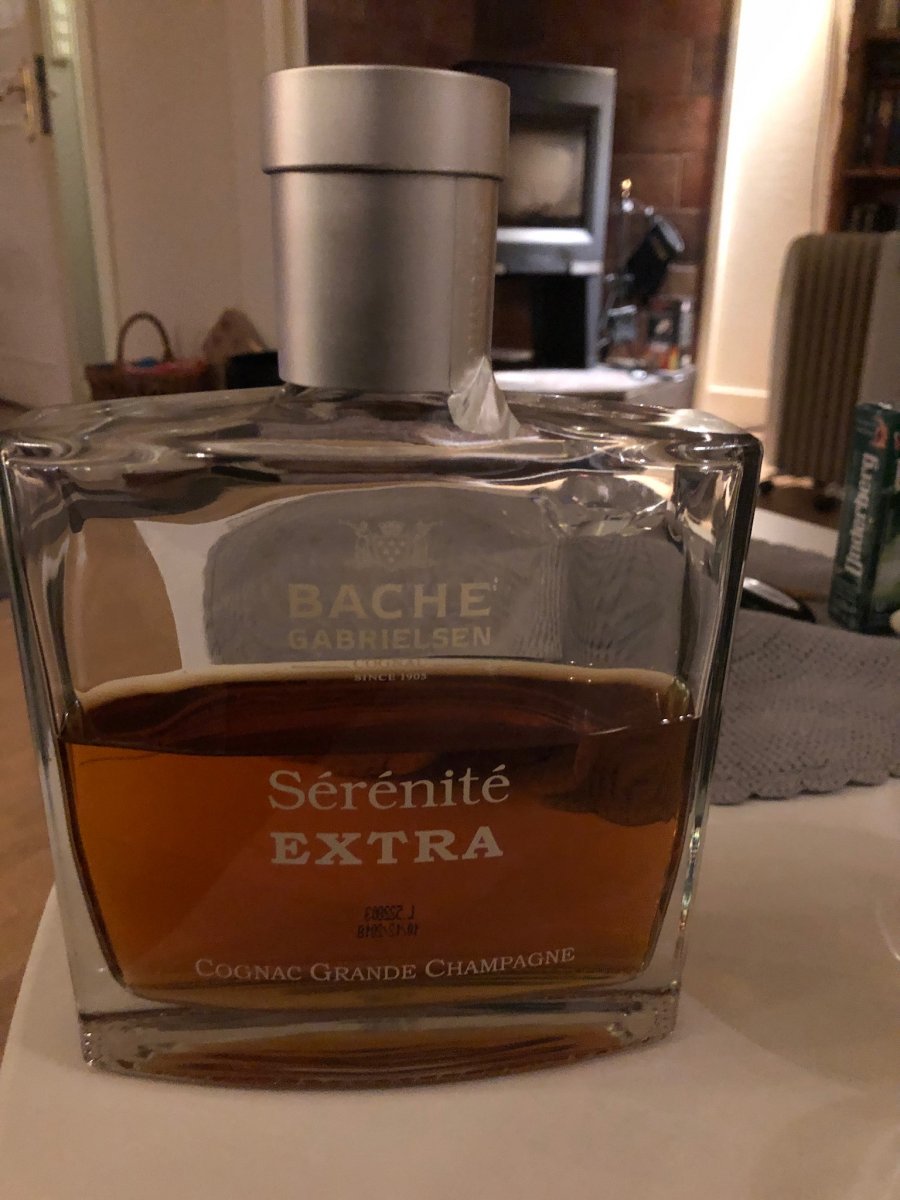 BACHE
GABRIELSEN
COGNAC
SINCE 1905
Sérénité
EXTRA
COGNAC GRANDE CHAMPAGNE
Underberg